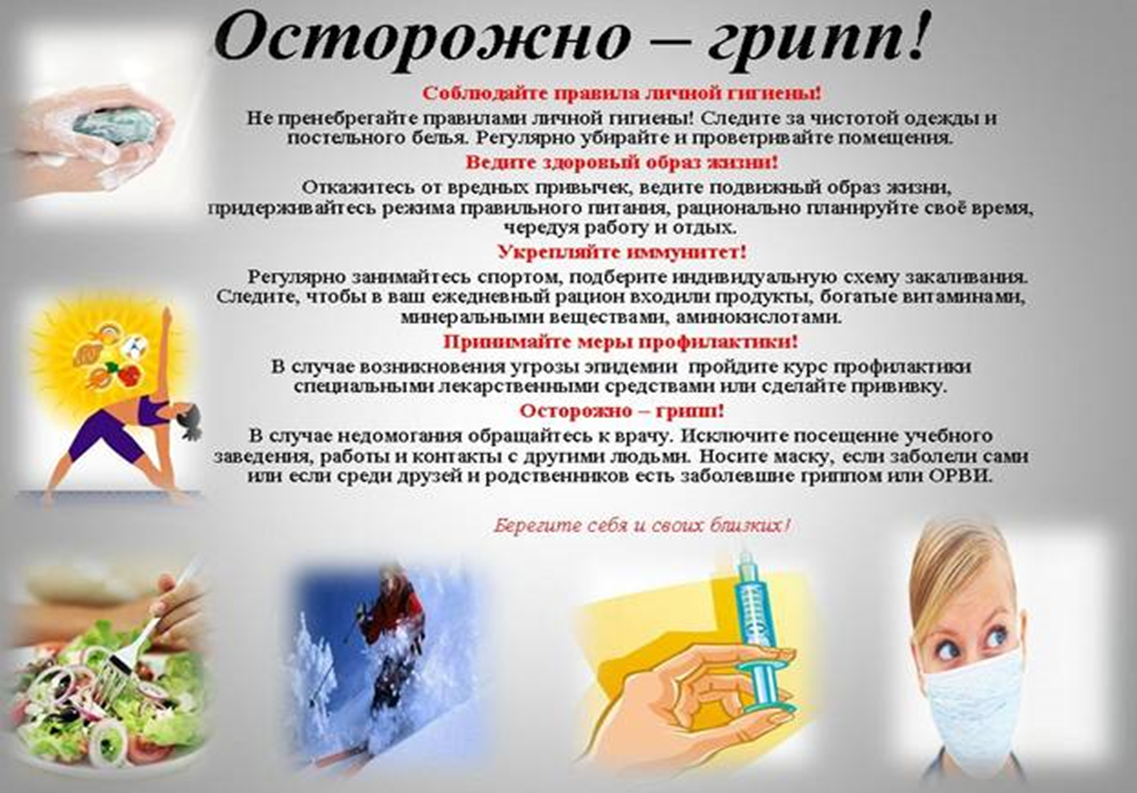 Осторожно – грипп!
Соблюдайте правила личной гигиены!
Не пренебрегайте правилами личной гигиены! Следите за чистотой одежды и
постельного белья. Регулярно убирайте и проветривайте помещения.
Ведите здоровый образ жизни!
Откажитесь от вредных привычек, ведите подвижный образ жизни,
придерживайтесь режима правильного питания, рационально планируйте своё время,
чередуя работу и отдых.
Укрепляйте иммунитет!
Регулярно занимайтесь спортом, подберите индивидуальную схему закаливания.
Следите, чтобы в ваш ежедневный рацион входили продукты, богатые витаминами,
минеральными веществами, аминокислотами.
Принимайте меры профилактики!
В случае возникновения угрозы эпидемии пройдите курс профилактики
специальными лекарственными средствами или сделайте прививку.
Осторожно – грипп!
В случае недомогания обращайтесь к врачу. Исключите посещение учебного
заведения, работы и контакты с другими людьми. Носите маску, если заболели сами
или если среди друзей и родственников есть заболевшие гриппом или ОРВИ.
Берегите себя и своих близких!